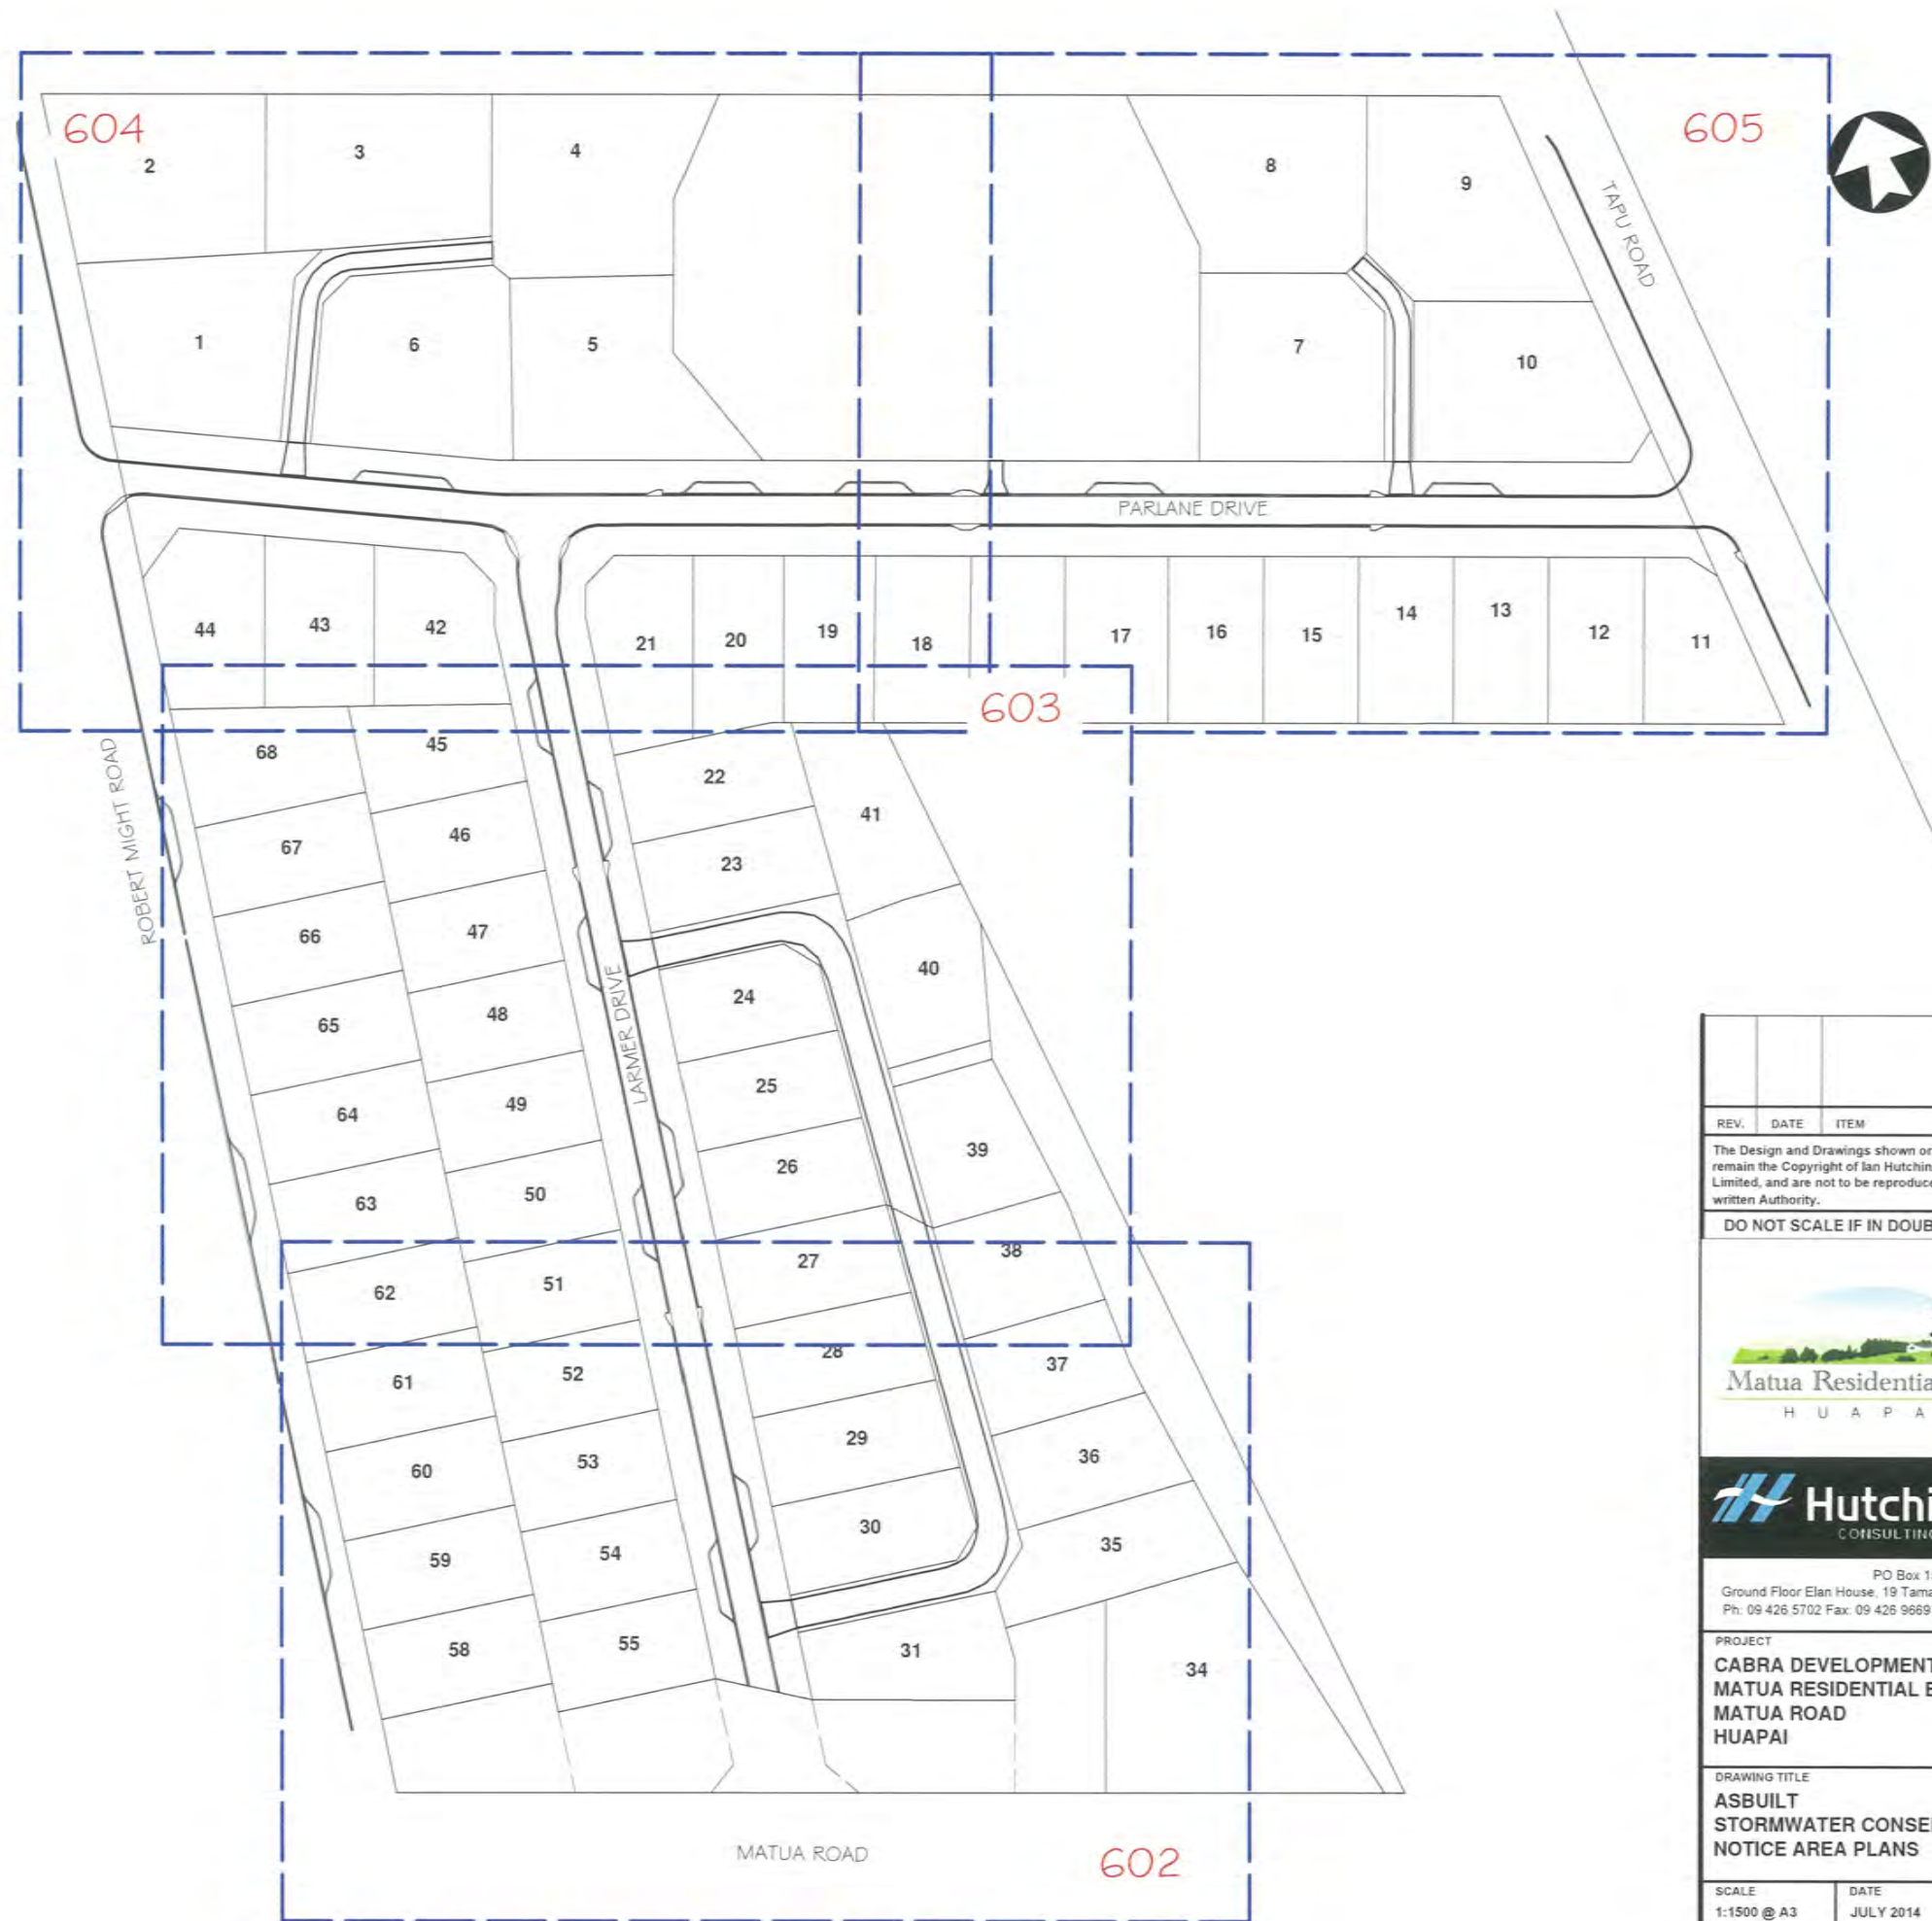 604
605
2
3
4
8
9
TAPU ROAD
1
6
5
7
10
PARLANE DRIVE
44
43
42
21
20
19
18
17
16
15
14
13
12
11
603
ROBERT MIGHT ROAD
68
45
22
41
67
46
23
66
47
40
24
65
48
LARMER DRIVE
25
64
49
39
26
63
50
38
27
62
51
28
37
61
52
29
36
60
53
30
35
59
54
58
55
31
34
MATUA ROAD
602
REV. DATE ITEM
The Design and Drawings shown or
remain the Copyright of Ian Hutchin
Limited, and are not to be reproduce
written Authority.
DO NOT SCALE IF IN DOUB
Matua Residentia
H U A P A
Hutchi
CONSULTING
PO Box 1
Ground Floor Elan House, 19 Tama
Ph: 09 426 5702 Fax: 09 426 9669
PROJECT
CABRA DEVELOPMENT
MATUA RESIDENTIAL E
MATUA ROAD
HUAPAI
DRAWING TITLE
ASBUILT
STORMWATER CONSE
NOTICE AREA PLANS
SCALE DATE
1:1500 @ A3 JULY 2014